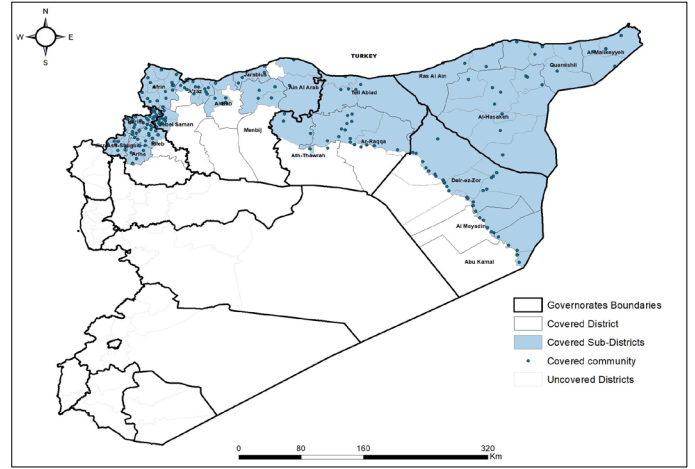 N
W E
S
TURKEY
Al-Malikeyyeh
Quamishli
Ras Al Ain
Jarablus
Ain Al Arab
Tell Abiad
Afrin
A'zaz
Al Bab
Al-Hasakeh
Jebel Saman
Menbij
Harim
Idleb
Ariha
Ar-Raqqa
Ath-Thawrah
Deir-ez-Zor
Al Mayadin
Abu Kamal
Governorates Boundaries
Covered District
Covered Sub-Districts
Covered community
Uncovered Districts
0 80 160 320
Km